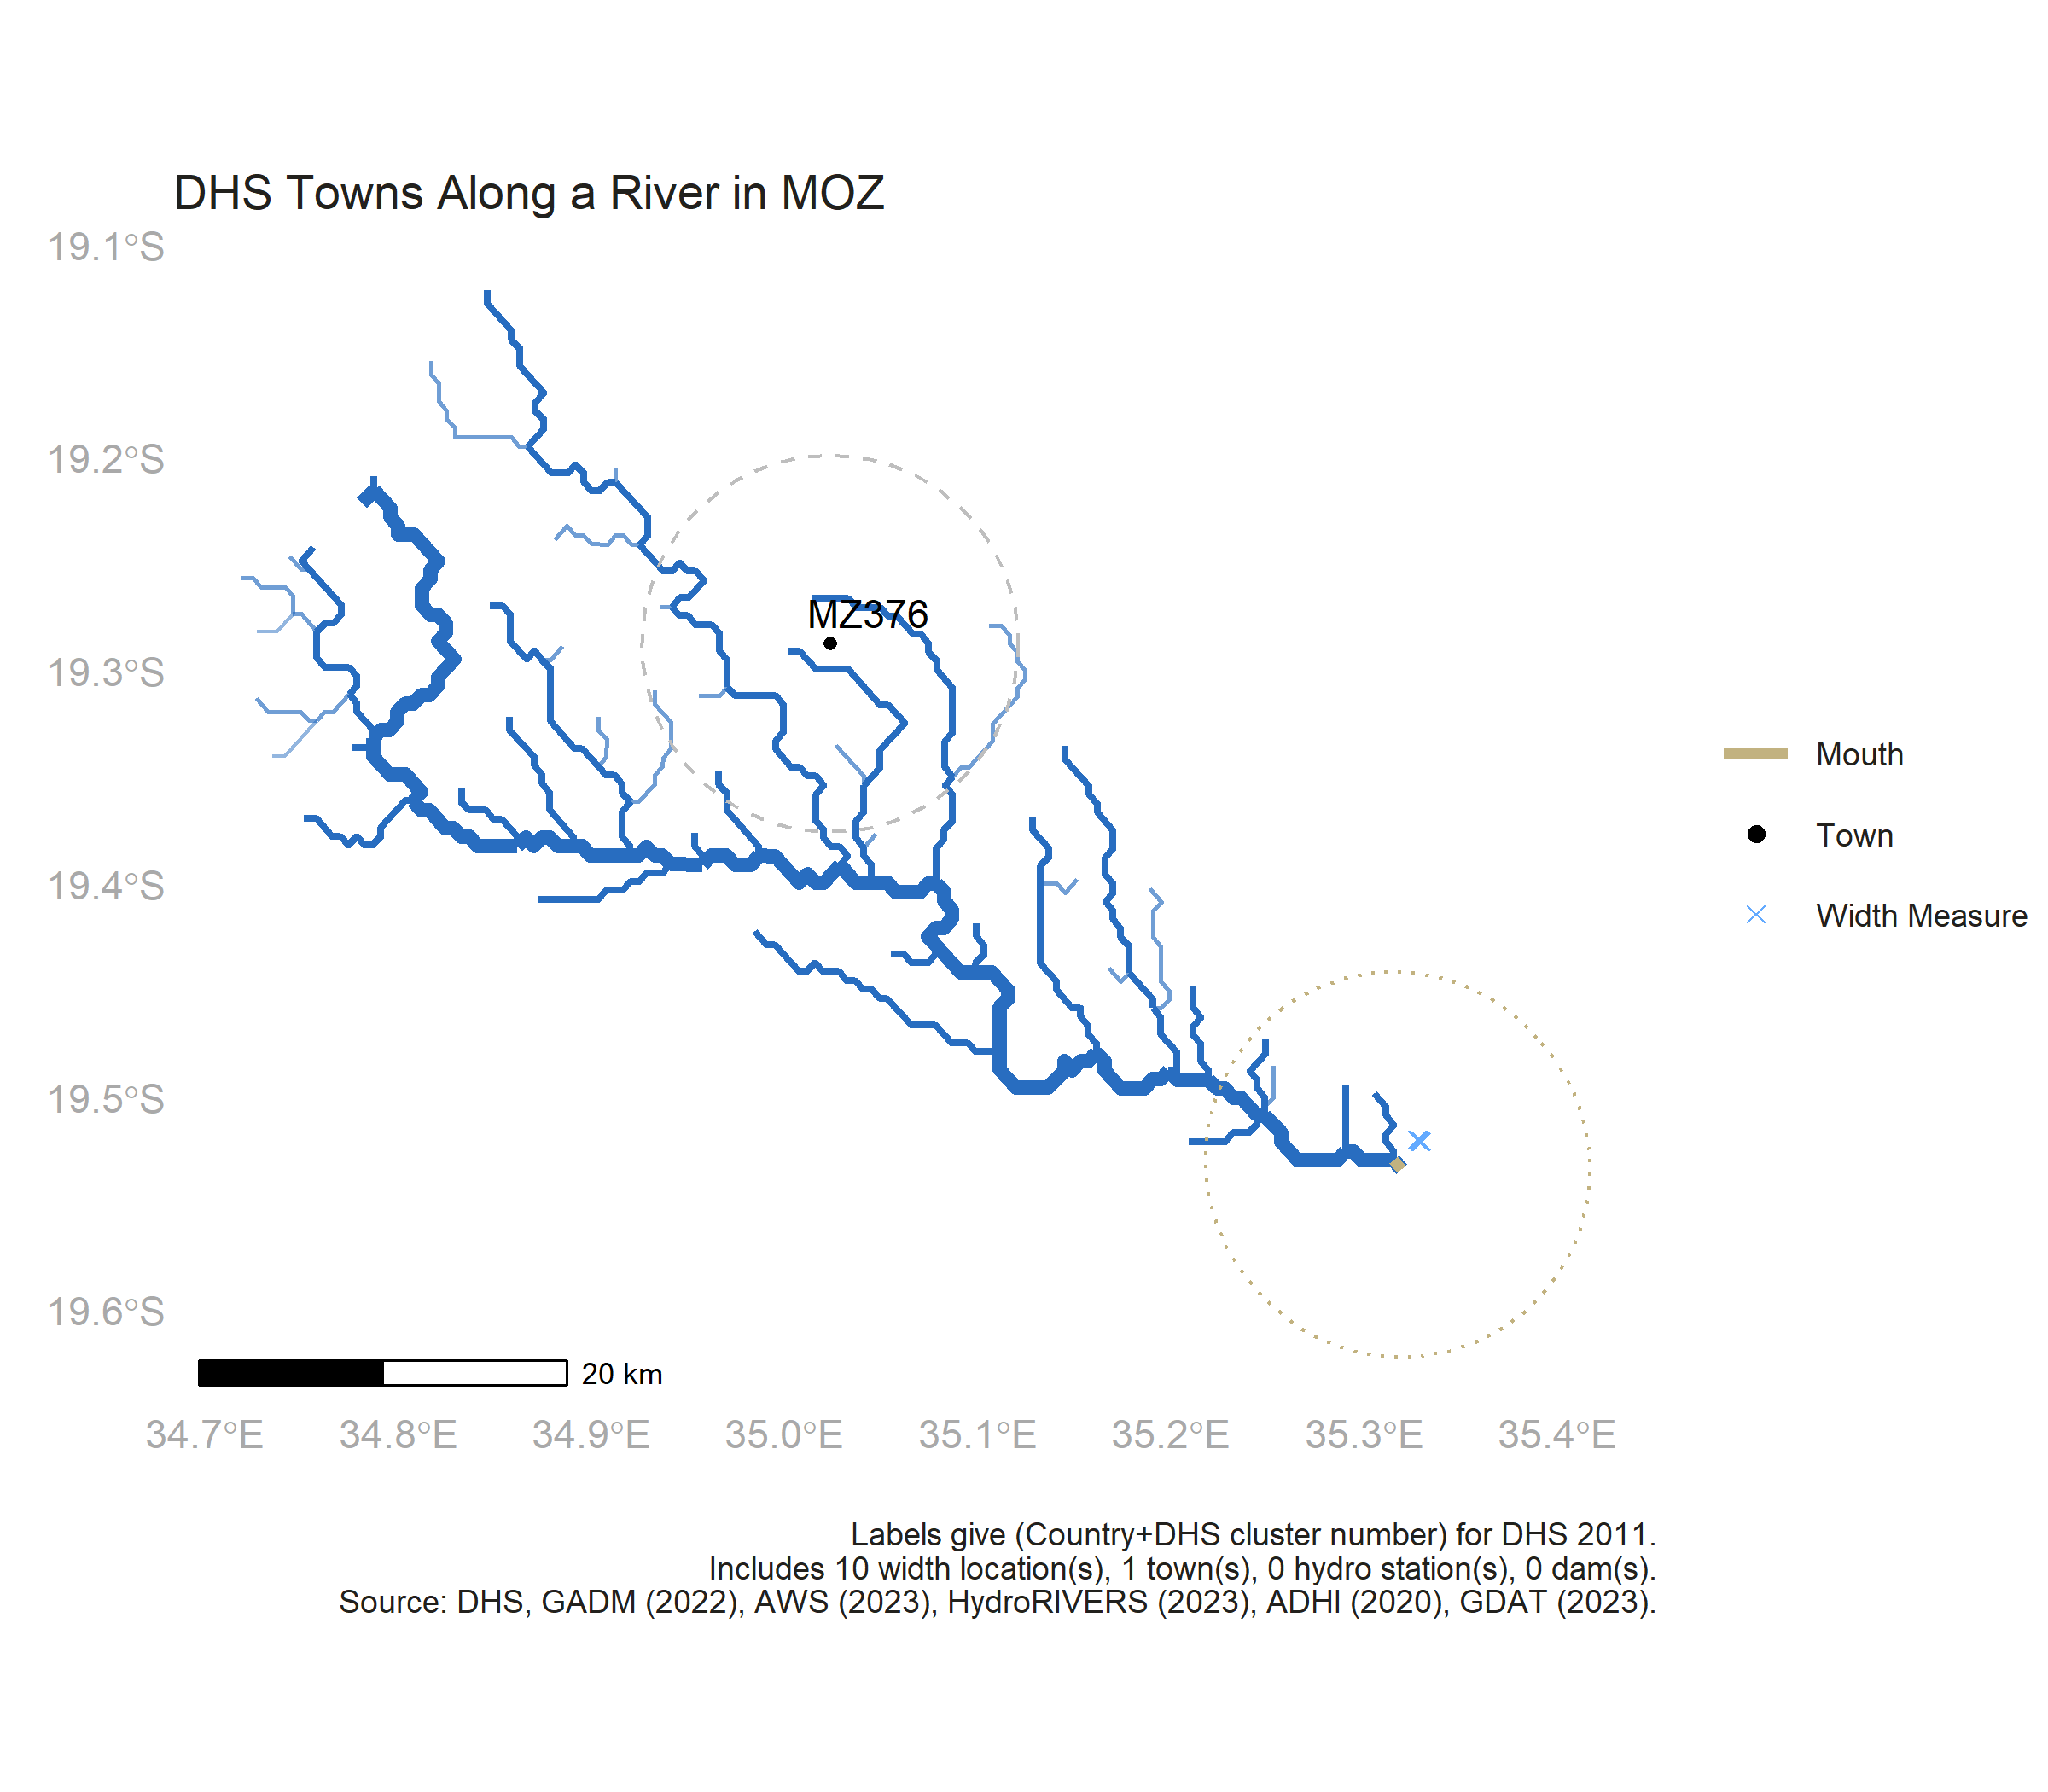 DHS Towns Along a River in MOZ
19.1°S
19.2°S
19.3°S
19.4°S
19.5°S
19.6°S
MZ376
Mouth
Town
Width Measure
20 km
34.7°E
34.8°E
34.9°E
35.0°E
35.1°E
35.2°E
35.3°E
35.4°E
Labels give (Country+DHS cluster number) for DHS 2011.
Includes 10 width location(s), 1 town(s), 0 hydro station(s), 0 dam(s).
Source: DHS, GADM (2022), AWS (2023), HydroRIVERS (2023), ADHI (2020), GDAT (2023).